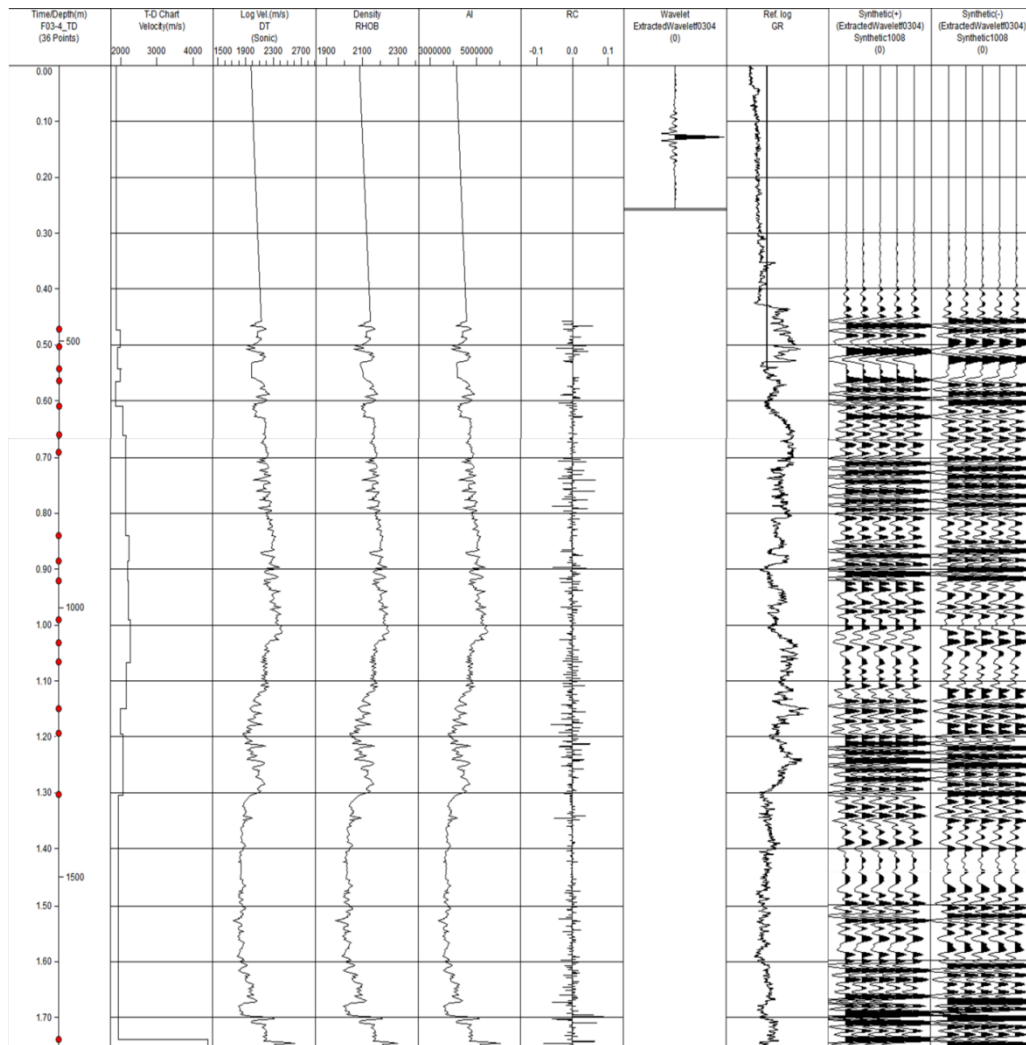 Time/Depth(m)
F03-4_TD
(36 Points)
T-D Chart
Velocity(m/s)
2000 3000 4000
Log Vel.(m/s)
DT
(Sonic)
1500 1900 2300 2700
Density
RHOB
1900 2100 2300
AI
3000000 5000000
RC
-0.1 0.0 0.1
Wavelet
ExtractedWavelet0304
(0)
Ref. log
GR
Synthetic(+)
(ExtractedWavelet0304)
Synthetic1008
(0)
Synthetic(-)
(ExtractedWavelet0304)
Synthetic1008
(0)
0.00
0.10
0.20
0.30
0.40
500
0.50
0.60
0.70
0.80
0.90
1000
1.00
1.10
1.20
1.30
1.40
1500
1.50
1.60
1.70